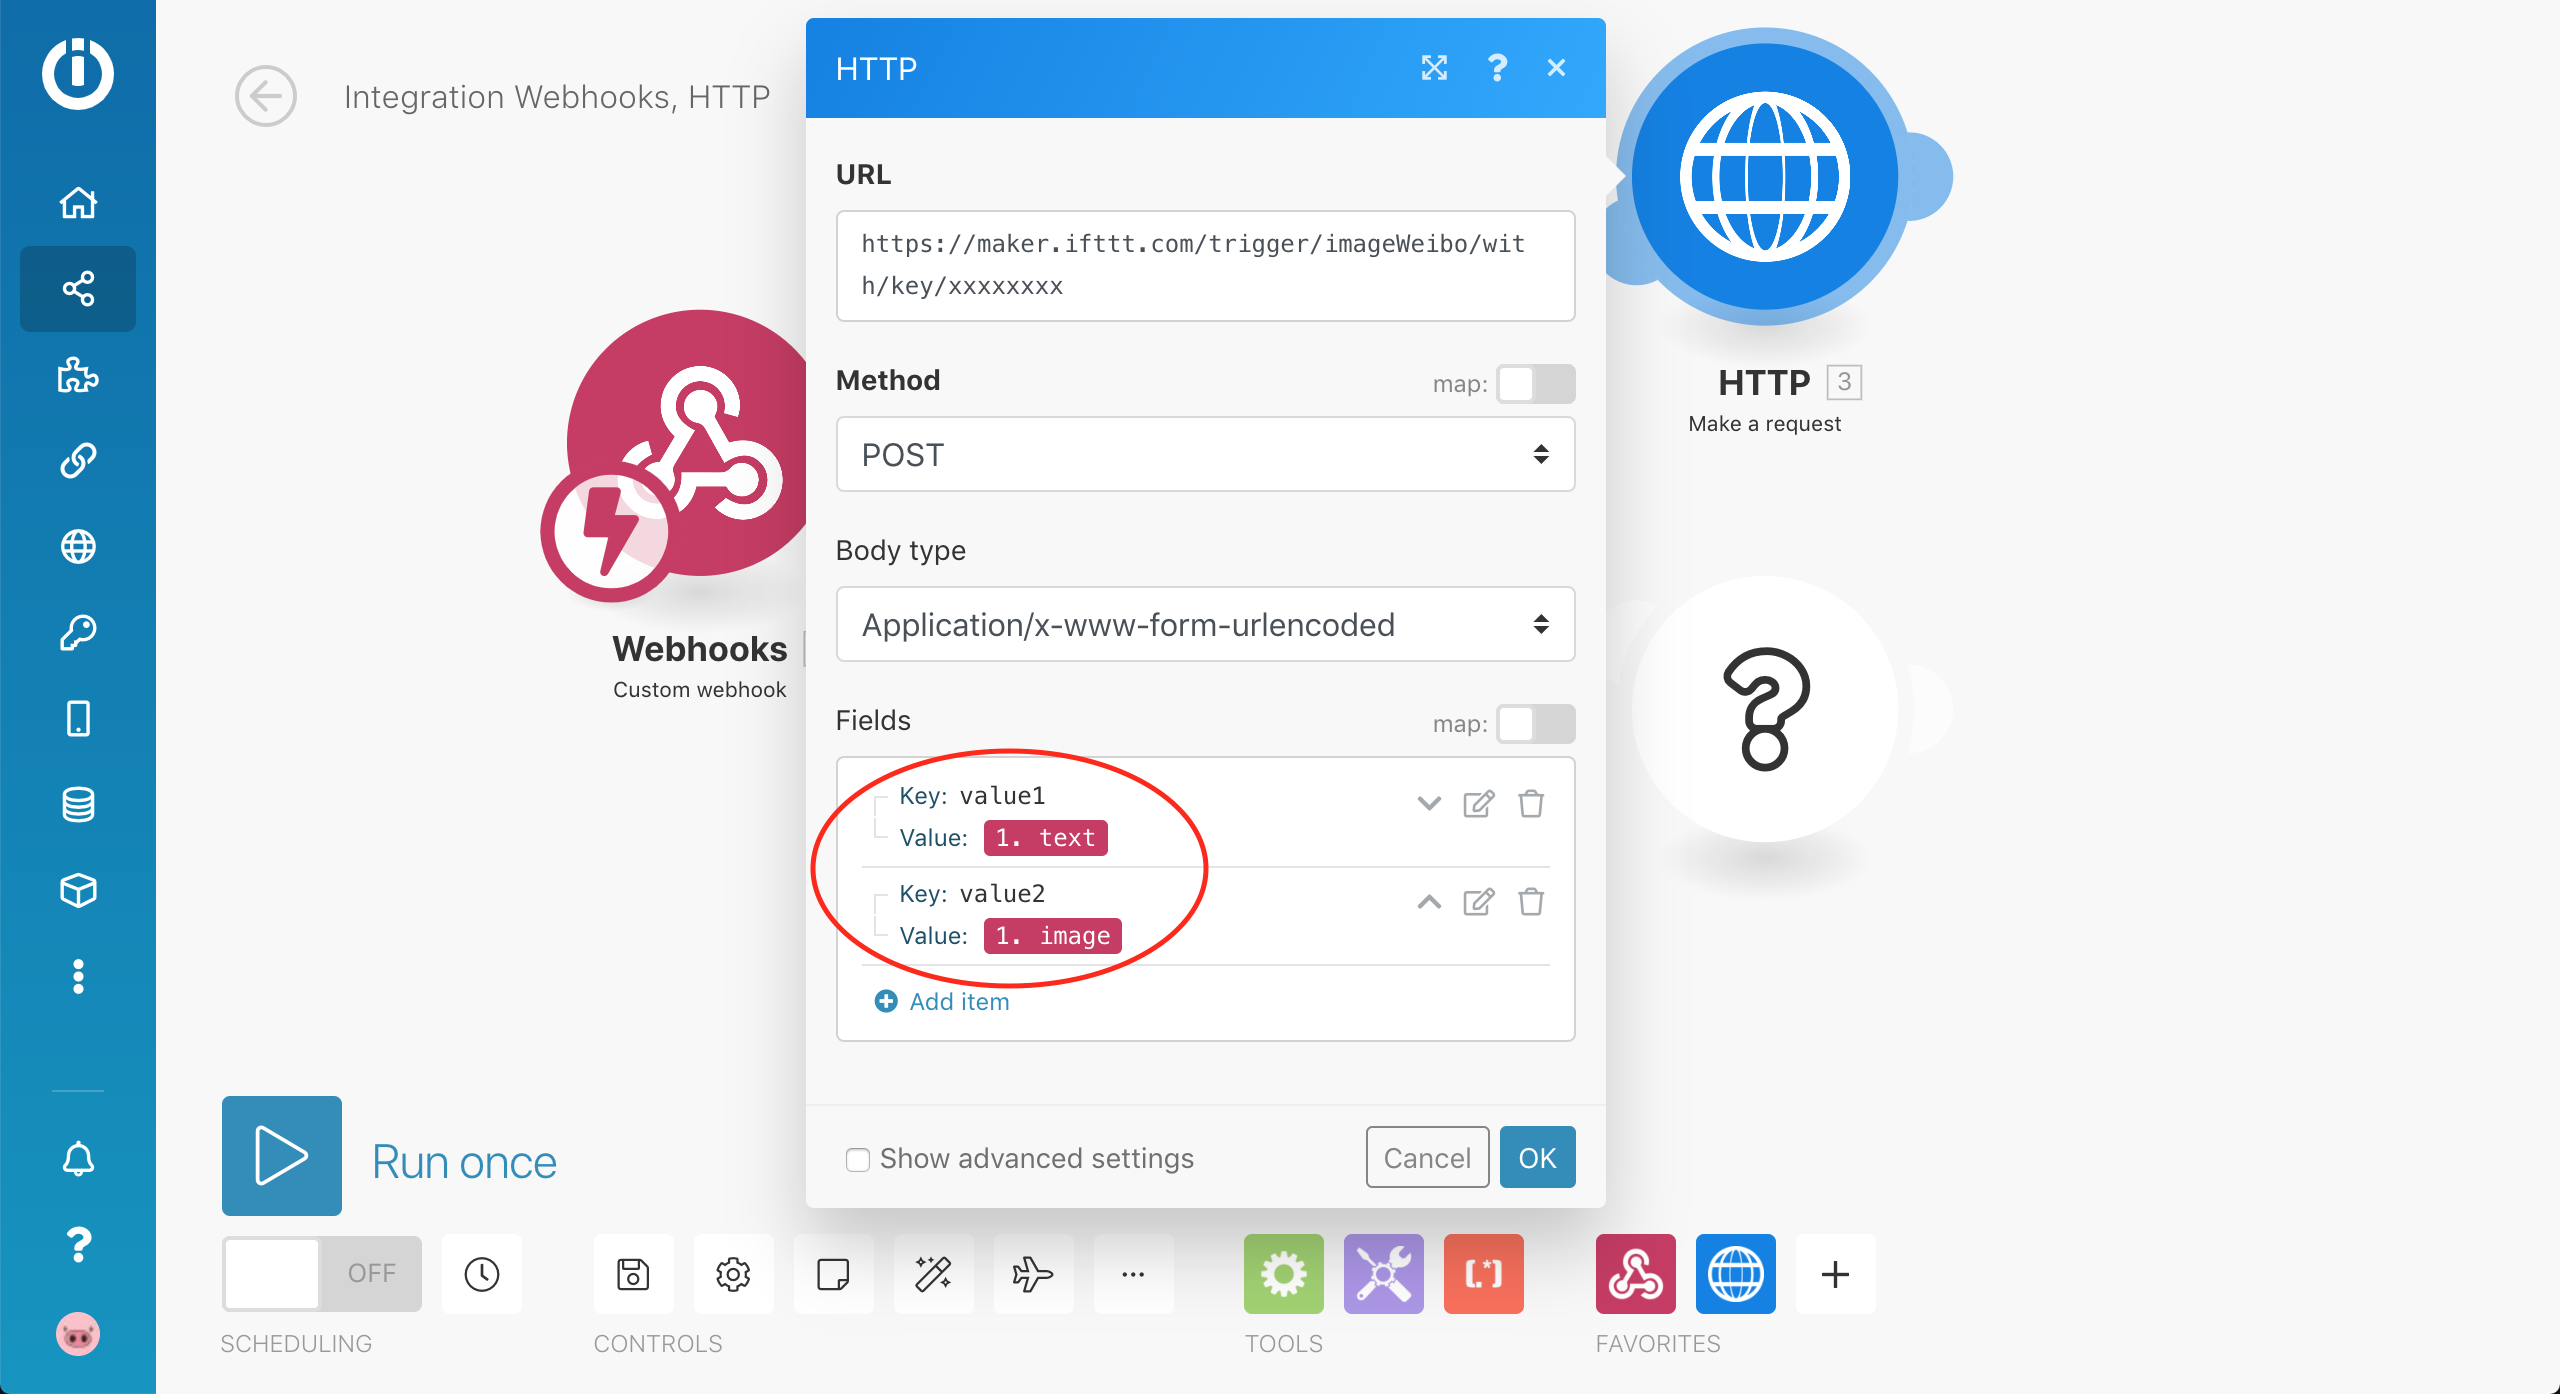 Integration Webhooks, HTTP
HTTP
URL
https://maker.ifttt.com/trigger/imageWeibo/wit
h/key/xxxxxxxx
Method
map:
POST
Body type
Application/x-www-form-urlencoded
Fields
map:
Key: value1
Value: 1. text
Key: value2
Value: 1. image
Add item
Show advanced settings
Cancel
OK
Webhooks
Custom webhook
HTTP 3
Make a request
Run once
OFF
SCHEDULING
CONTROLS
TOOLS
FAVORITES